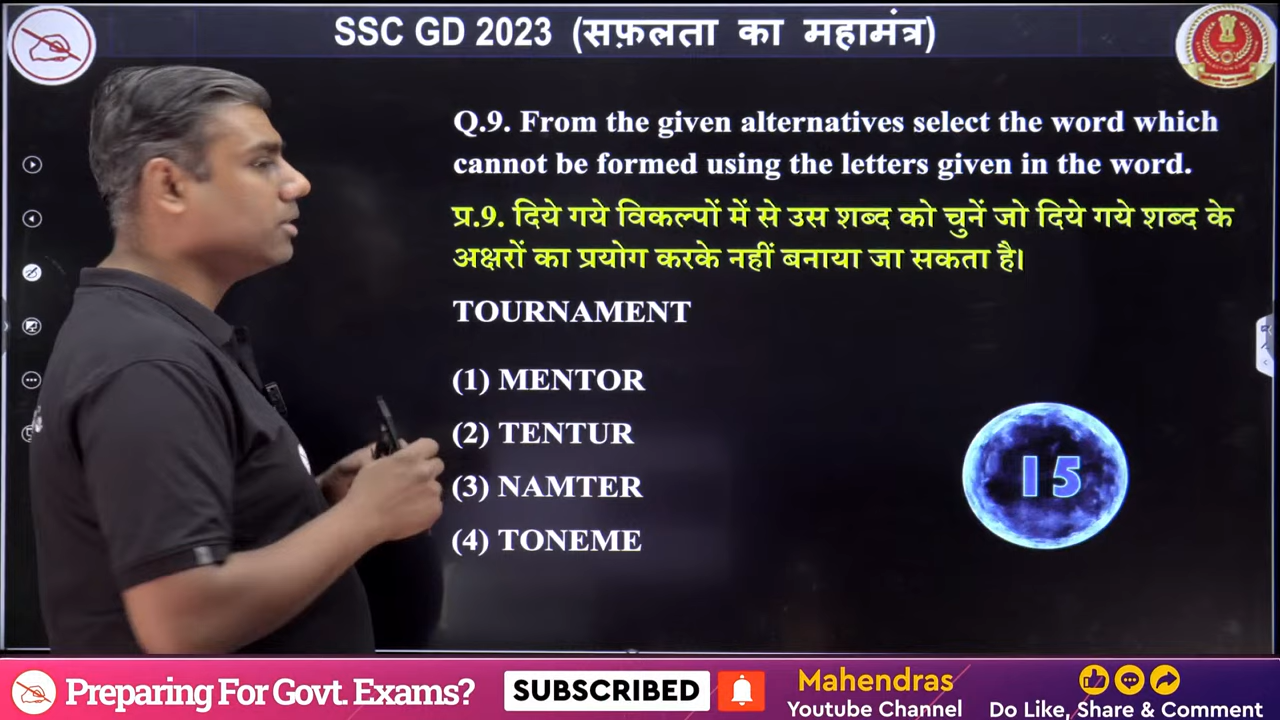 SSC GD 2023 (सफ़लता का महामंत्र)
Q.9. From the given alternatives select the word which
cannot be formed using the letters given in the word.
प्र.9. दिये गये विकल्पों में से उस शब्द को चुनें जो दिये गये शब्द के
अक्षरों का प्रयोग करके नहीं बनाया जा सकता है।
TOURNAMENT
(1) MENTOR
(2) TENTUR
(3) NAMTER
(4) TONEME
15
Preparing For Govt. Exams?
SUBSCRIBED
Mahendras
Youtube Channel
Do Like, Share & Comment